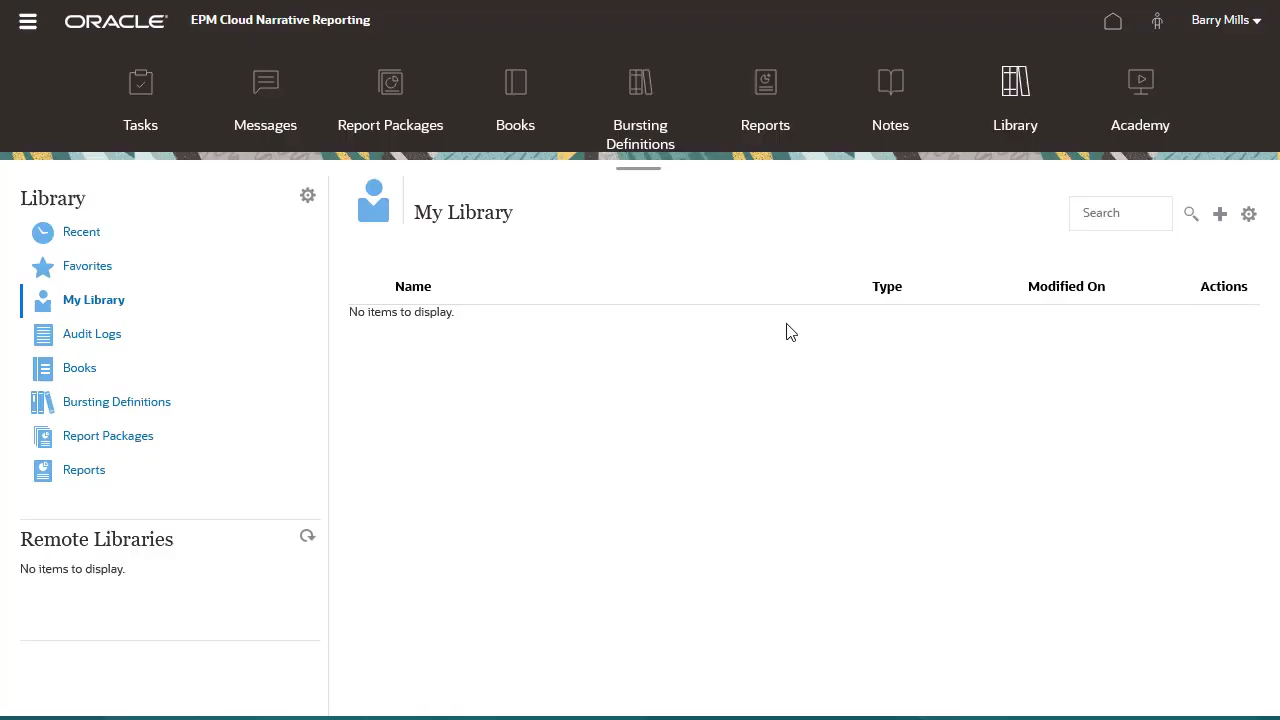 ORACLE EPM Cloud Narrative Reporting
Barry Mills
Tasks
Messages
Report Packages
Books
Bursting
Definitions
Reports
Notes
Library
Academy
Library
Recent
Favorites
My Library
Audit Logs
Books
Bursting Definitions
Report Packages
Reports
Remote Libraries
No items to display.
My Library
Search
Name Type Modified On Actions
No items to display.